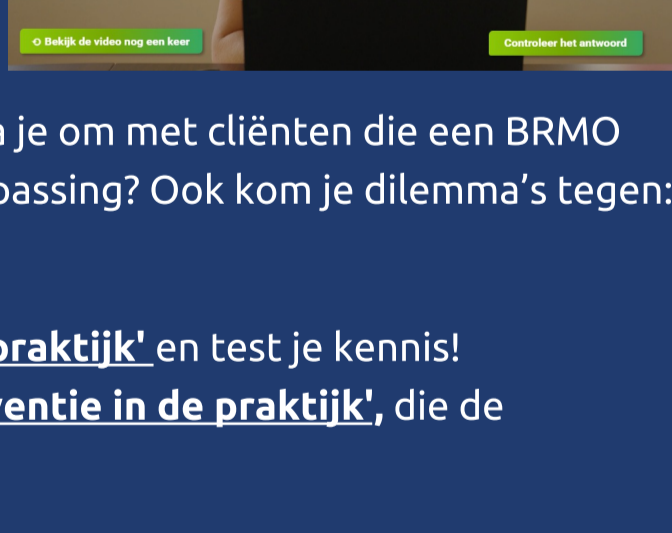 Bekijk de video nog een keer
Controleer het antwoord
je om met cliënten die een BRMO
passing? Ook kom je dilemma’s tegen:
praktijk' en test je kennis!
entie in de praktijk', die de